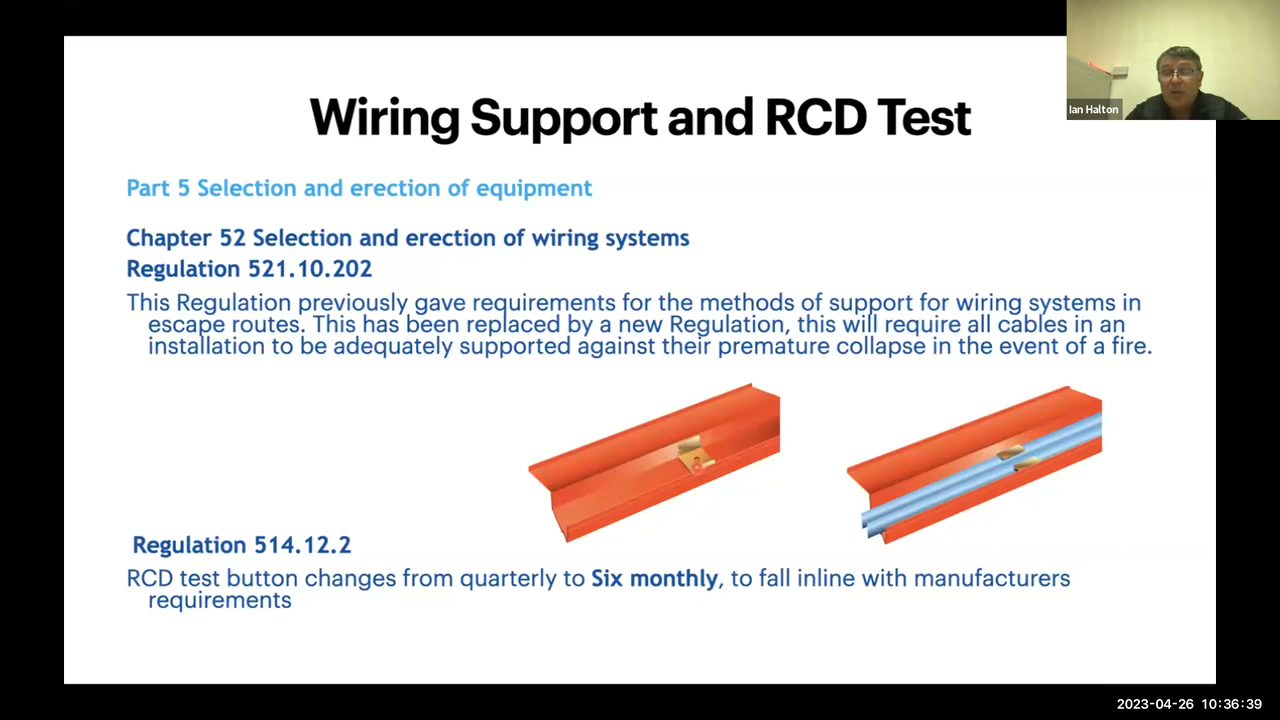 Ian Halton
Wiring Support and RCD Test
Part 5 Selection and erection of equipment
Chapter 52 Selection and erection of wiring systems
Regulation 521.10.202
This Regulation previously gave requirements for the methods of support for wiring systems in
escape routes. This has been replaced by a new Regulation, this will require all cables in an
installation to be adequately supported against their premature collapse in the event of a fire.
Regulation 514.12.2
RCD test button changes from quarterly to Six monthly, to fall inline with manufacturers
requirements
2023-04-26 10:36:39